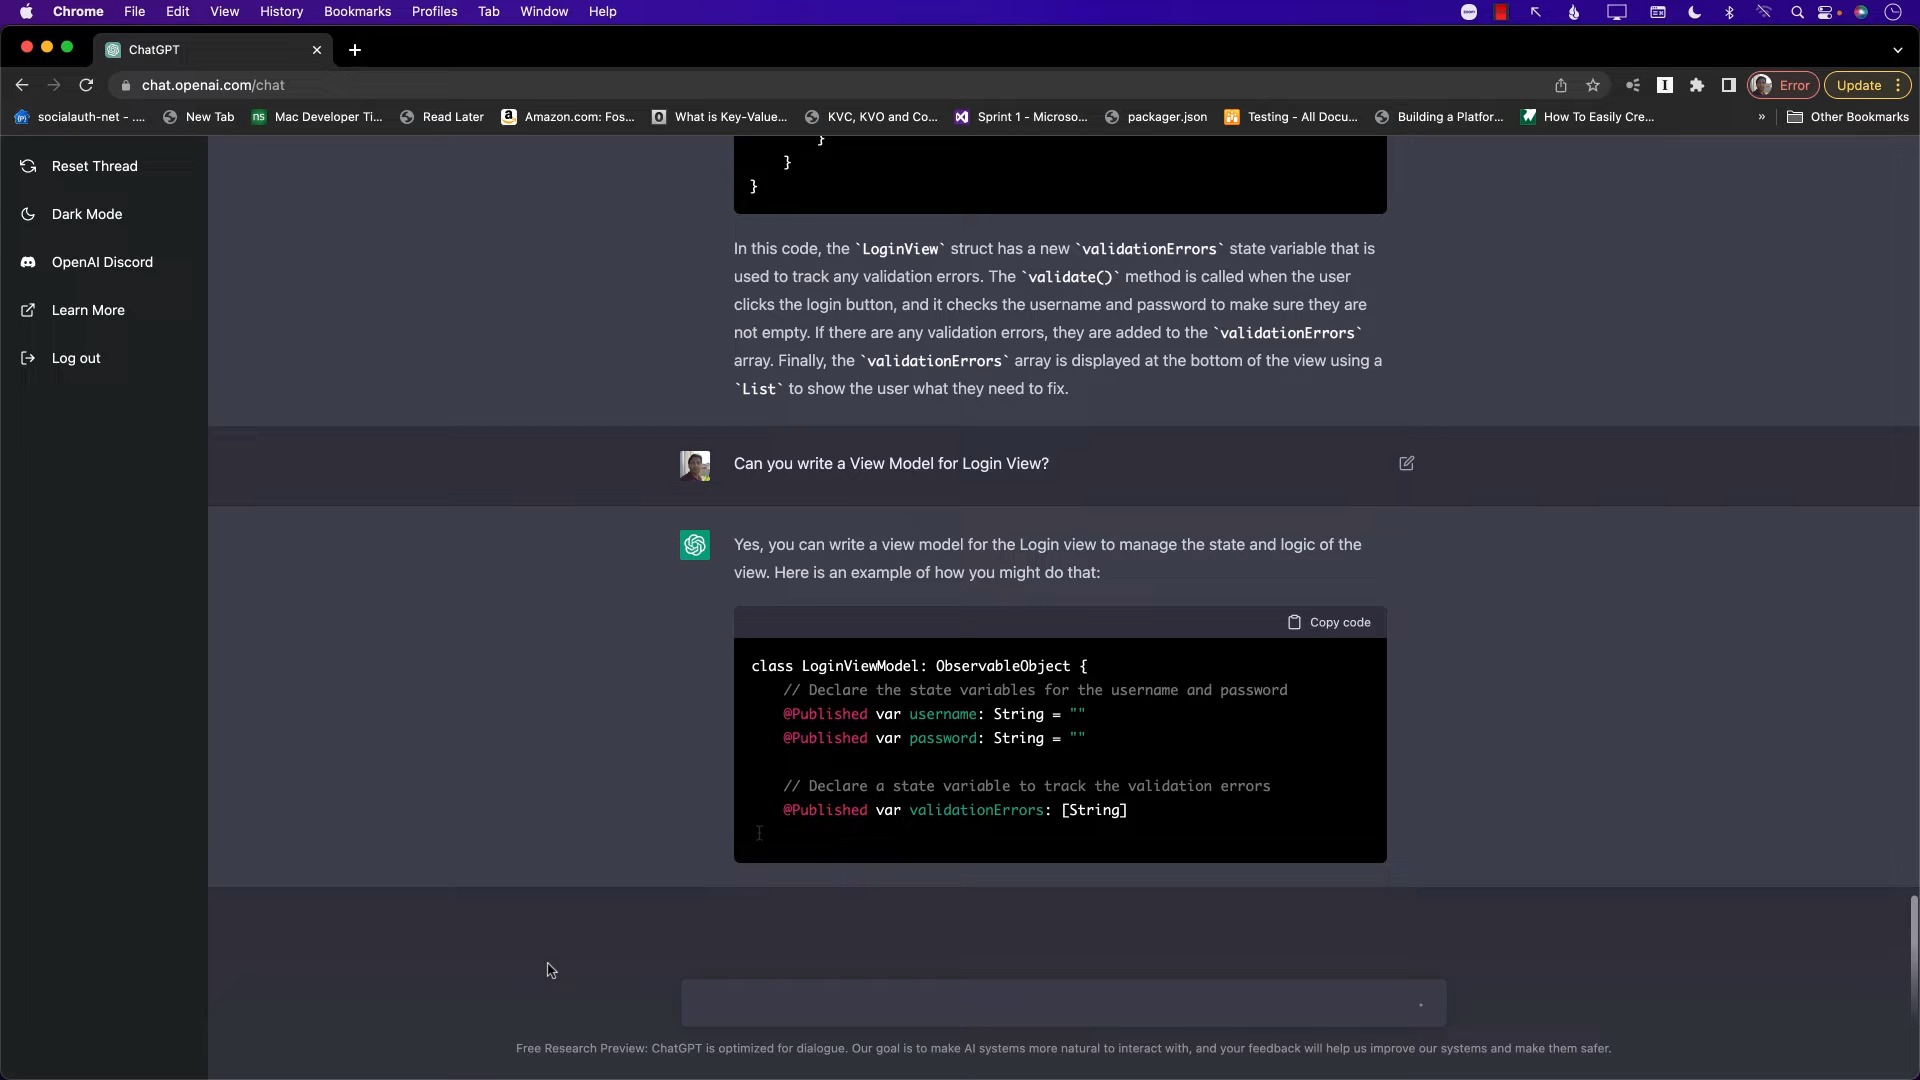 Chrome File Edit View History Bookmarks Profiles Tab Window Help
zoom
ChatGPT
chat.openai.com/chat
Error
Update
socialauth-net - ....
New Tab
Mac Developer Ti...
Read Later
Amazon.com: Fos...
What is Key-Value...
KVC, KVO and Co...
Sprint 1 - Microso...
packager.json
Testing - All Docu...
Building a Platfor...
How To Easily Cre...
»
Other Bookmarks
Reset Thread
Dark Mode
OpenAI Discord
Learn More
Log out
}
}
}
In this code, the `LoginView` struct has a new `validationErrors` state variable that is
used to track any validation errors. The `validate()` method is called when the user
clicks the login button, and it checks the username and password to make sure they are
not empty. If there are any validation errors, they are added to the `validationErrors`
array. Finally, the `validationErrors` array is displayed at the bottom of the view using a
`List` to show the user what they need to fix.
Can you write a View Model for Login View?
Yes, you can write a view model for the Login view to manage the state and logic of the
view. Here is an example of how you might do that:
Copy code
class LoginViewModel: ObservableObject {
// Declare the state variables for the username and password
@Published var username: String = ""
@Published var password: String = ""
// Declare a state variable to track the validation errors
@Published var validationErrors: [String]
Free Research Preview: ChatGPT is optimized for dialogue. Our goal is to make AI systems more natural to interact with, and your feedback will help us improve our systems and make them safer.